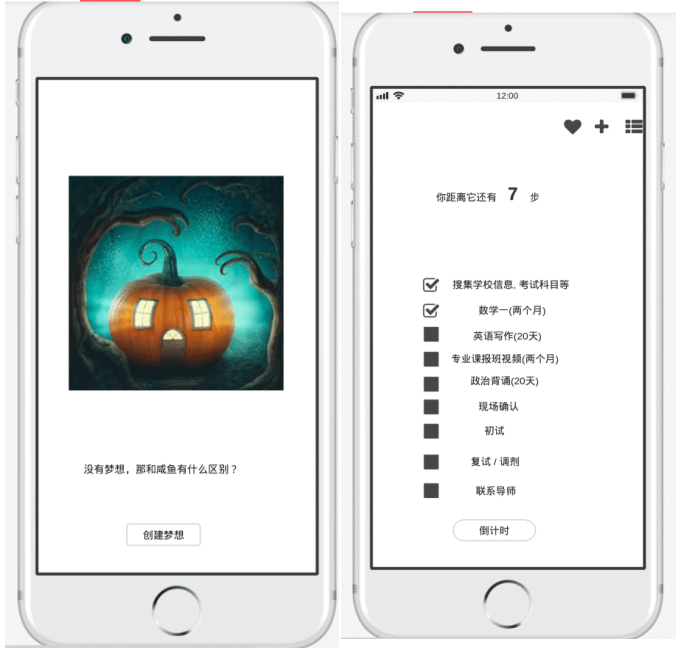 没有梦想，那和咸鱼有什么区别？
创建梦想
12:00
你距离它还有 7 步
搜集学校信息, 考试科目等
数学一(两个月)
英语写作(20天)
专业课报班视频(两个月)
政治背诵(20天)
现场确认
初试
复试 / 调剂
联系导师
倒计时